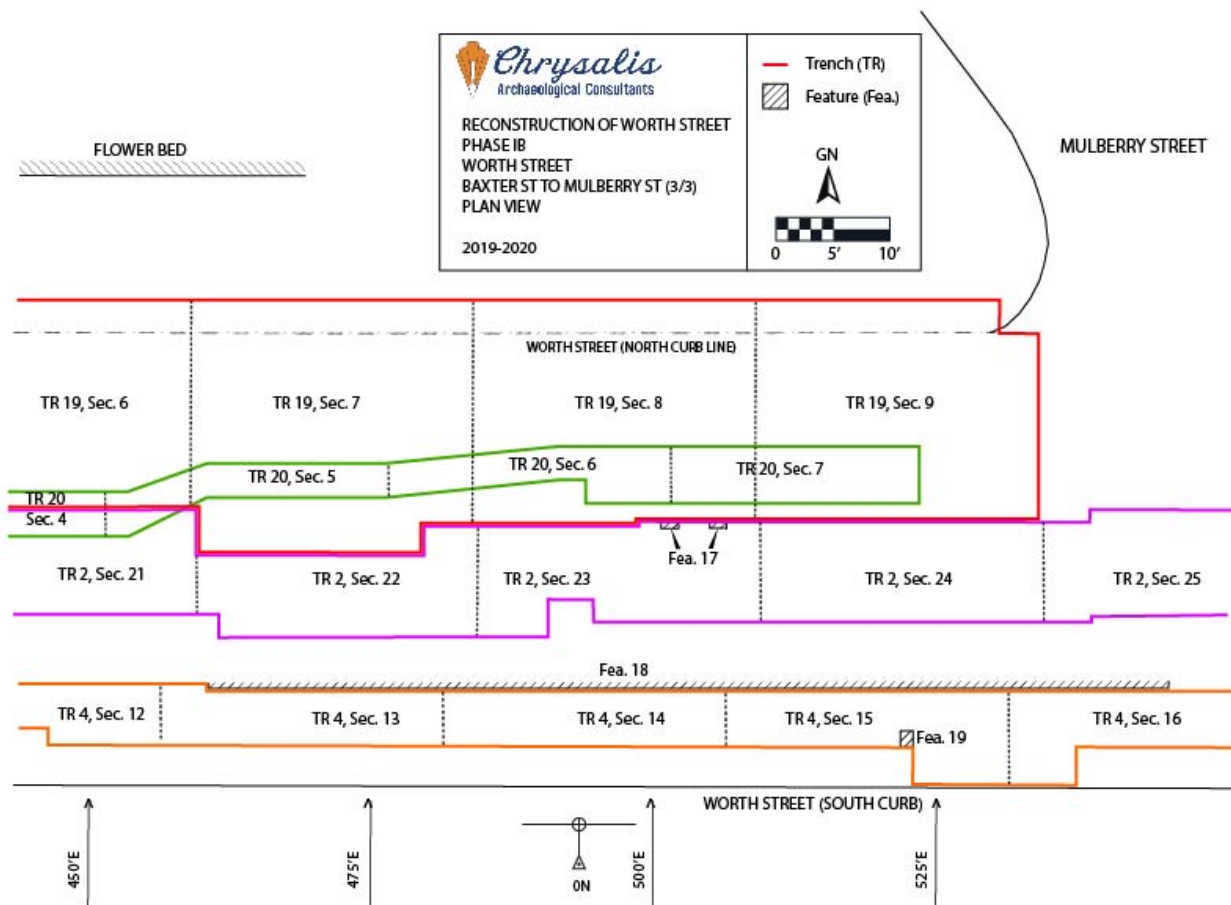 Chrysalis
Archaeological Consultants
RECONSTRUCTION OF WORTH STREET
PHASE IB
WORTH STREET
BAXTER ST TO MULBERRY ST (3/3)
PLAN VIEW
2019-2020
Trench (TR)
Feature (Fea.)
GN
0 5' 10'
FLOWER BED
MULBERRY STREET
WORTH STREET (NORTH CURB LINE)
TR 19, Sec. 6
TR 19, Sec. 7
TR 19, Sec. 8
TR 19, Sec. 9
TR 20
Sec. 4
TR 20, Sec. 5
TR 20, Sec. 6
TR 20, Sec. 7
Fea. 17
TR 2, Sec. 21
TR 2, Sec. 22
TR 2, Sec. 23
TR 2, Sec. 24
TR 2, Sec. 25
Fea. 18
TR 4, Sec. 12
TR 4, Sec. 13
TR 4, Sec. 14
TR 4, Sec. 15
TR 4, Sec. 16
Fea. 19
WORTH STREET (SOUTH CURB)
450'E
475'E
0N
500'E
525'E